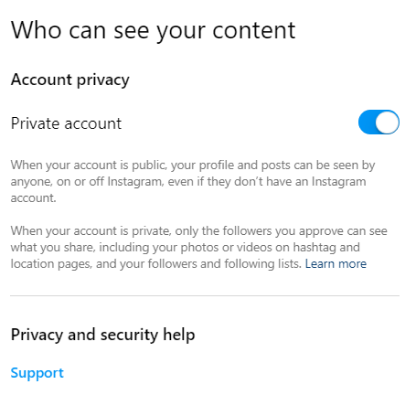 Who can see your content
Account privacy
Private account
When your account is public, your profile and posts can be seen by
anyone, on or off Instagram, even if they don't have an Instagram
account.
When your account is private, only the followers you approve can see
what you share, including your photos or videos on hashtag and
location pages, and your followers and following lists. Learn more
Privacy and security help
Support